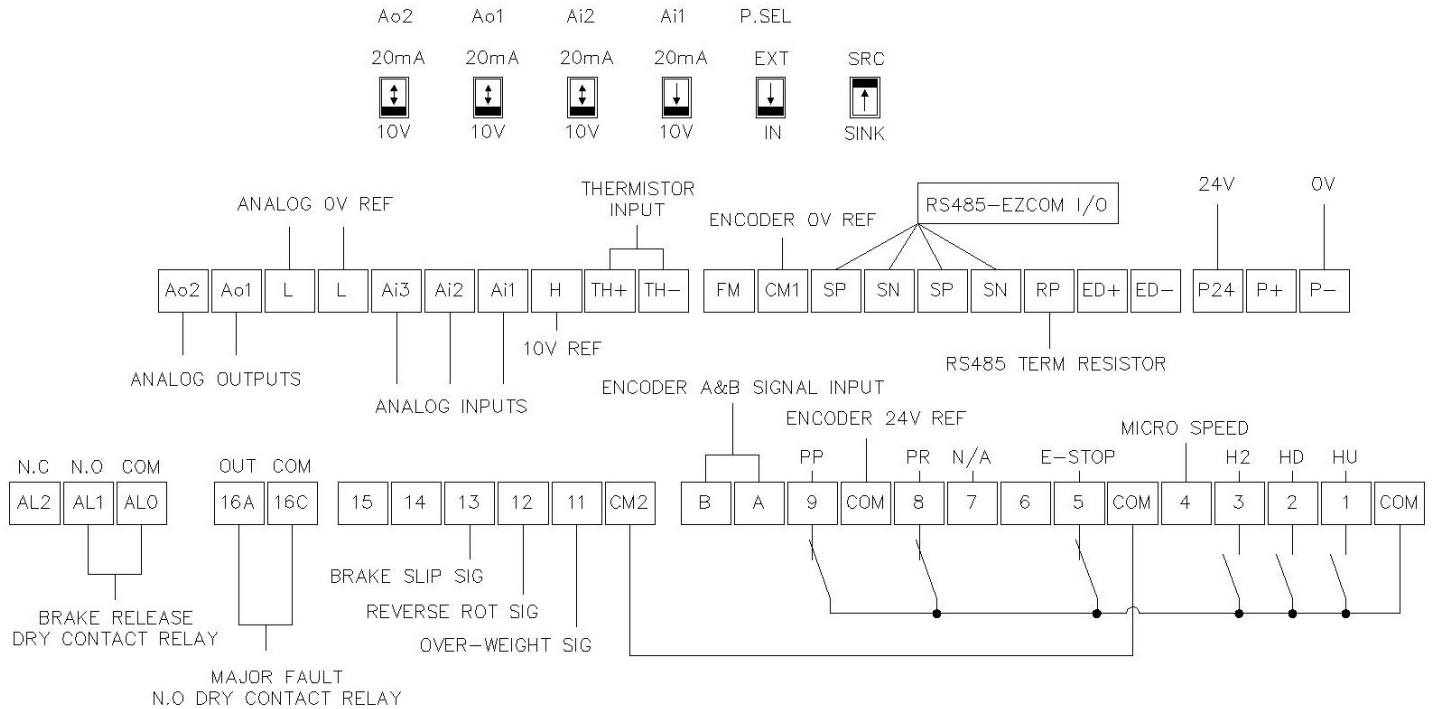 Ao2 Ao1 Ai2 Ai1 P.SEL
20mA 20mA 20mA 20mA EXT SRC
10V 10V 10V 10V IN SINK
THERMISTOR
INPUT
ANALOG 0V REF
ENCODER 0V REF
RS485-EZCOM I/O
24V 0V
Ao2 Ao1 L L Ai3 Ai2 Ai1 H TH+ TH- FM CM1 SP SN SP SN RP ED+ ED- P24 P+ P-
10V REF
RS485 TERM RESISTOR
ANALOG OUTPUTS
ANALOG INPUTS
ENCODER A&B SIGNAL INPUT
ENCODER 24V REF
MICRO SPEED
N.C N.O COM OUT COM PP PR N/A E-STOP H2 HD HU
AL2 AL1 AL0 16A 16C 15 14 13 12 11 CM2 B A 9 COM 8 7 6 5 COM 4 3 2 1 COM
BRAKE SLIP SIG
REVERSE ROT SIG
OVER-WEIGHT SIG
BRAKE RELEASE
DRY CONTACT RELAY
MAJOR FAULT
N.O DRY CONTACT RELAY